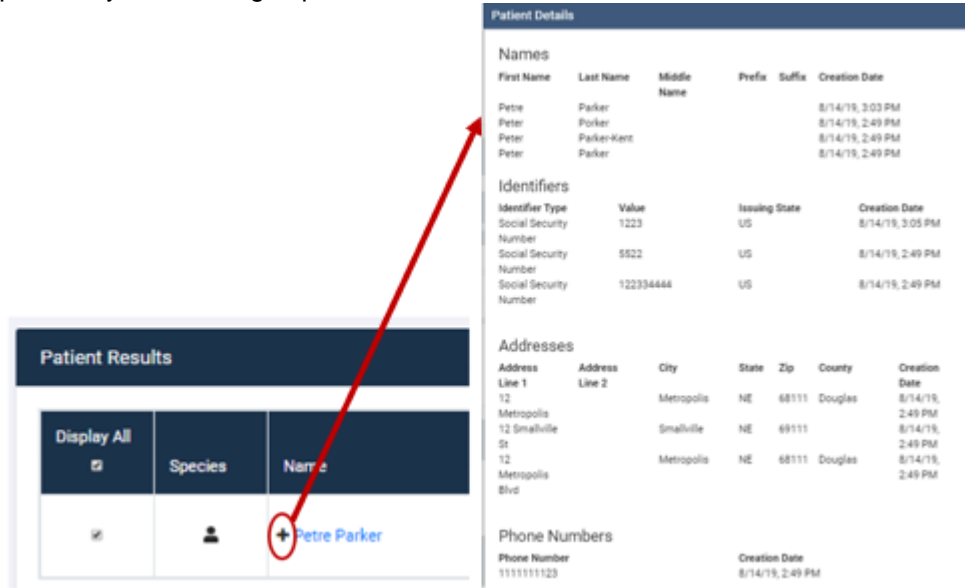 Patient Details
Names
First Name Last Name Middle Name Prefix Suffix Creation Date
Petre Parker 8/14/19, 3:03 PM
Peter Porker 8/14/19, 2:49 PM
Peter Parker-Kent 8/14/19, 2:49 PM
Peter Parker 8/14/19, 2:49 PM
Identifiers
Identifier Type Value Issuing State Creation Date
Social Security Number 1223 US 8/14/19, 3:05 PM
Social Security Number 5522 US 8/14/19, 2:49 PM
Social Security Number 122334444 US 8/14/19, 2:49 PM
Addresses
Address Line 1 Address Line 2 City State Zip County Creation Date
12 Metropolis Metropolis NE 68111 Douglas 8/14/19, 2:49 PM
12 Smallville St Smallville NE 69111 8/14/19, 2:49 PM
12 Metropolis Blvd Metropolis NE 68111 Douglas 8/14/19, 2:49 PM
Phone Numbers
Phone Number Creation Date
1111111123 8/14/19, 2:49 PM
Patient Results
Display All Species Name
Petre Parker